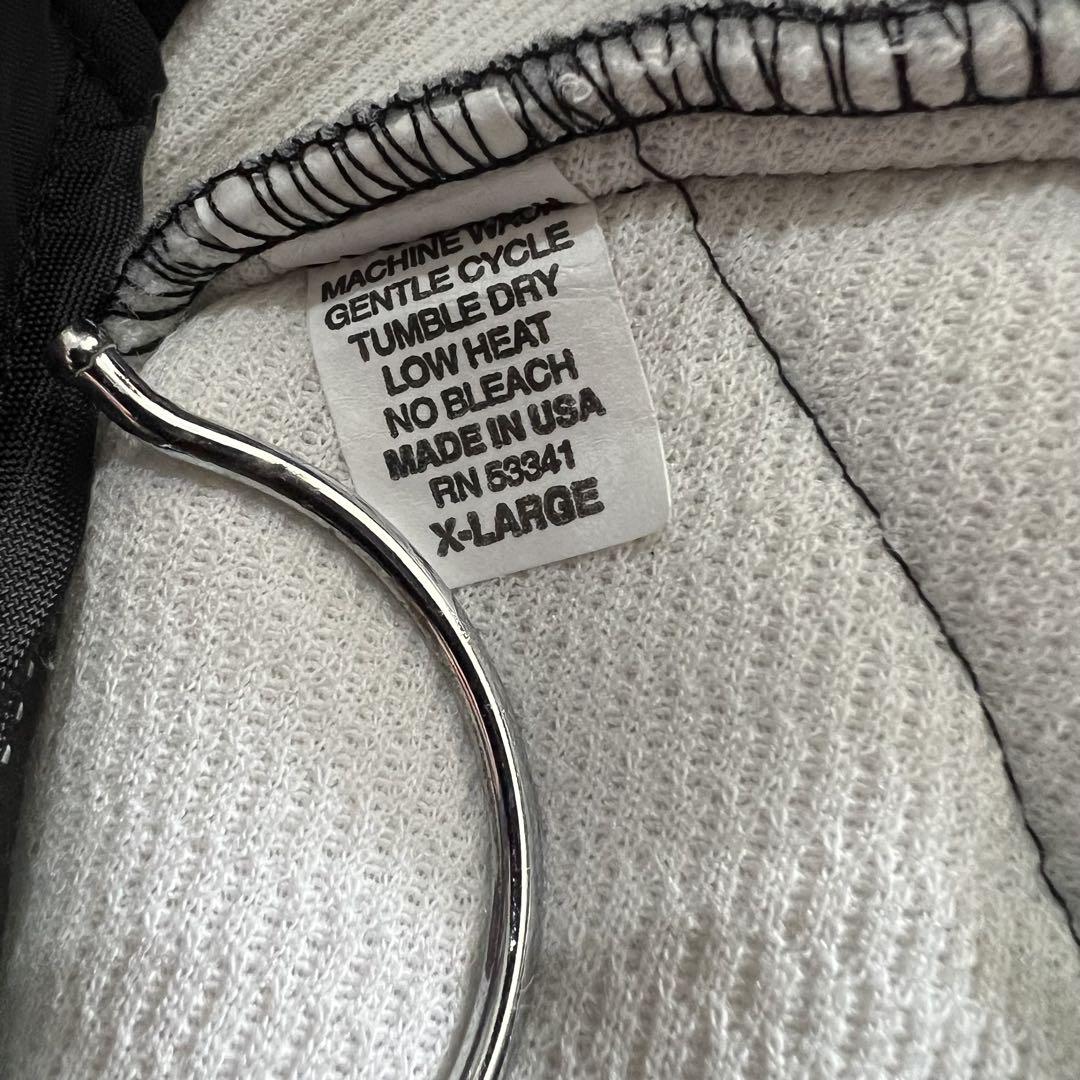 MACHINE WASH
GENTLE CYCLE
TUMBLE DRY
LOW HEAT
NO BLEACH
MADE IN USA
RN 53341
X-LARGE